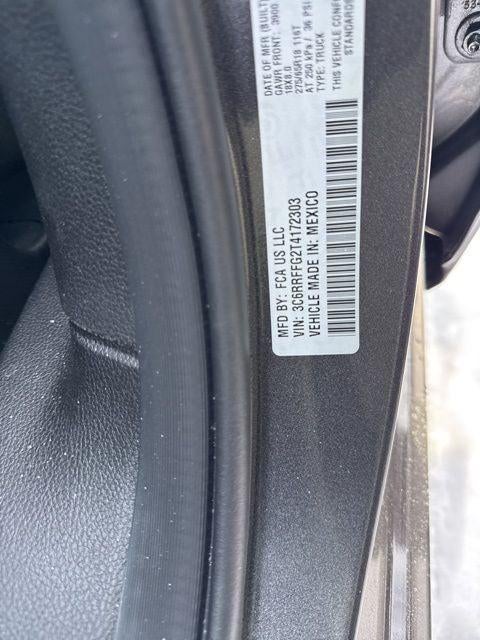 MFD BY: FCA US LLC
VIN: 3C6RRFFG2T4172303
VEHICLE MADE IN: MEXICO
DATE OF MFR (BUILT)
GAWR FRONT: 3900
18X8.0
275/65R18 116T
AT 250 kPa / 36 PSI
TYPE: TRUCK
THIS VEHICLE CONFO
STANDARDS